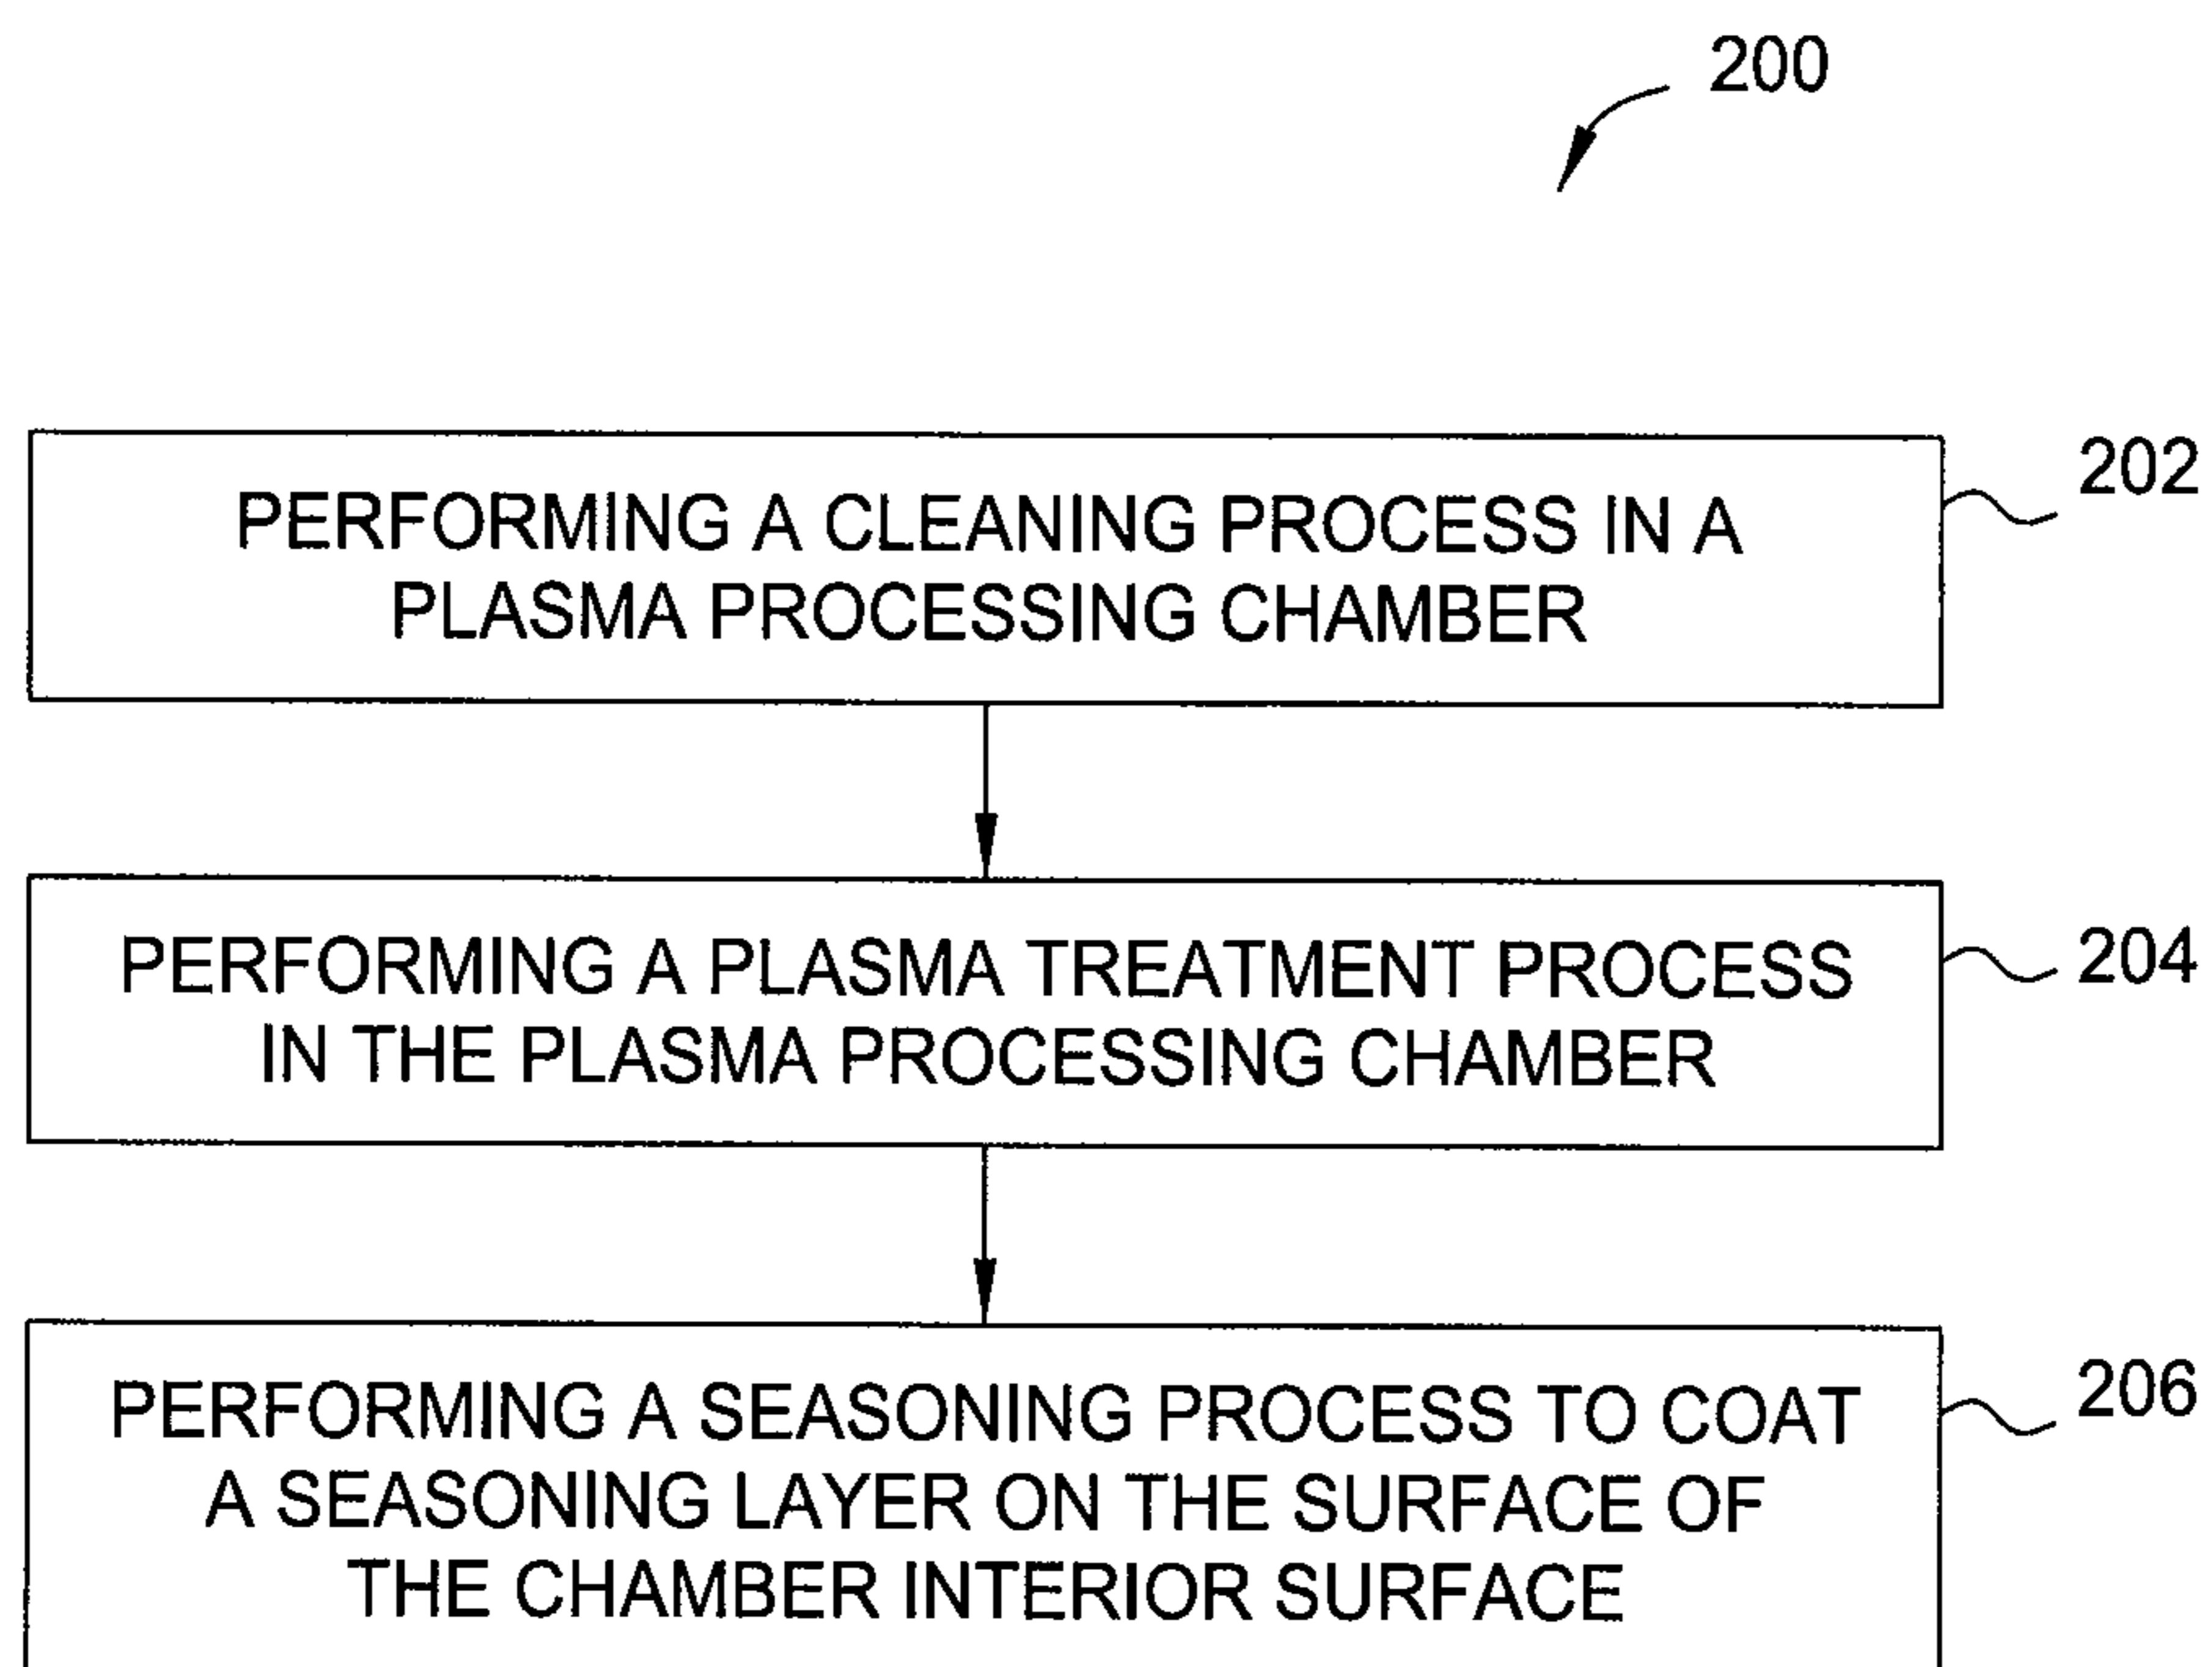 200
PERFORMING A CLEANING PROCESS IN A
PLASMA PROCESSING CHAMBER
202
PERFORMING A PLASMA TREATMENT PROCESS
IN THE PLASMA PROCESSING CHAMBER
204
PERFORMING A SEASONING PROCESS TO COAT
A SEASONING LAYER ON THE SURFACE OF
THE CHAMBER INTERIOR SURFACE
206